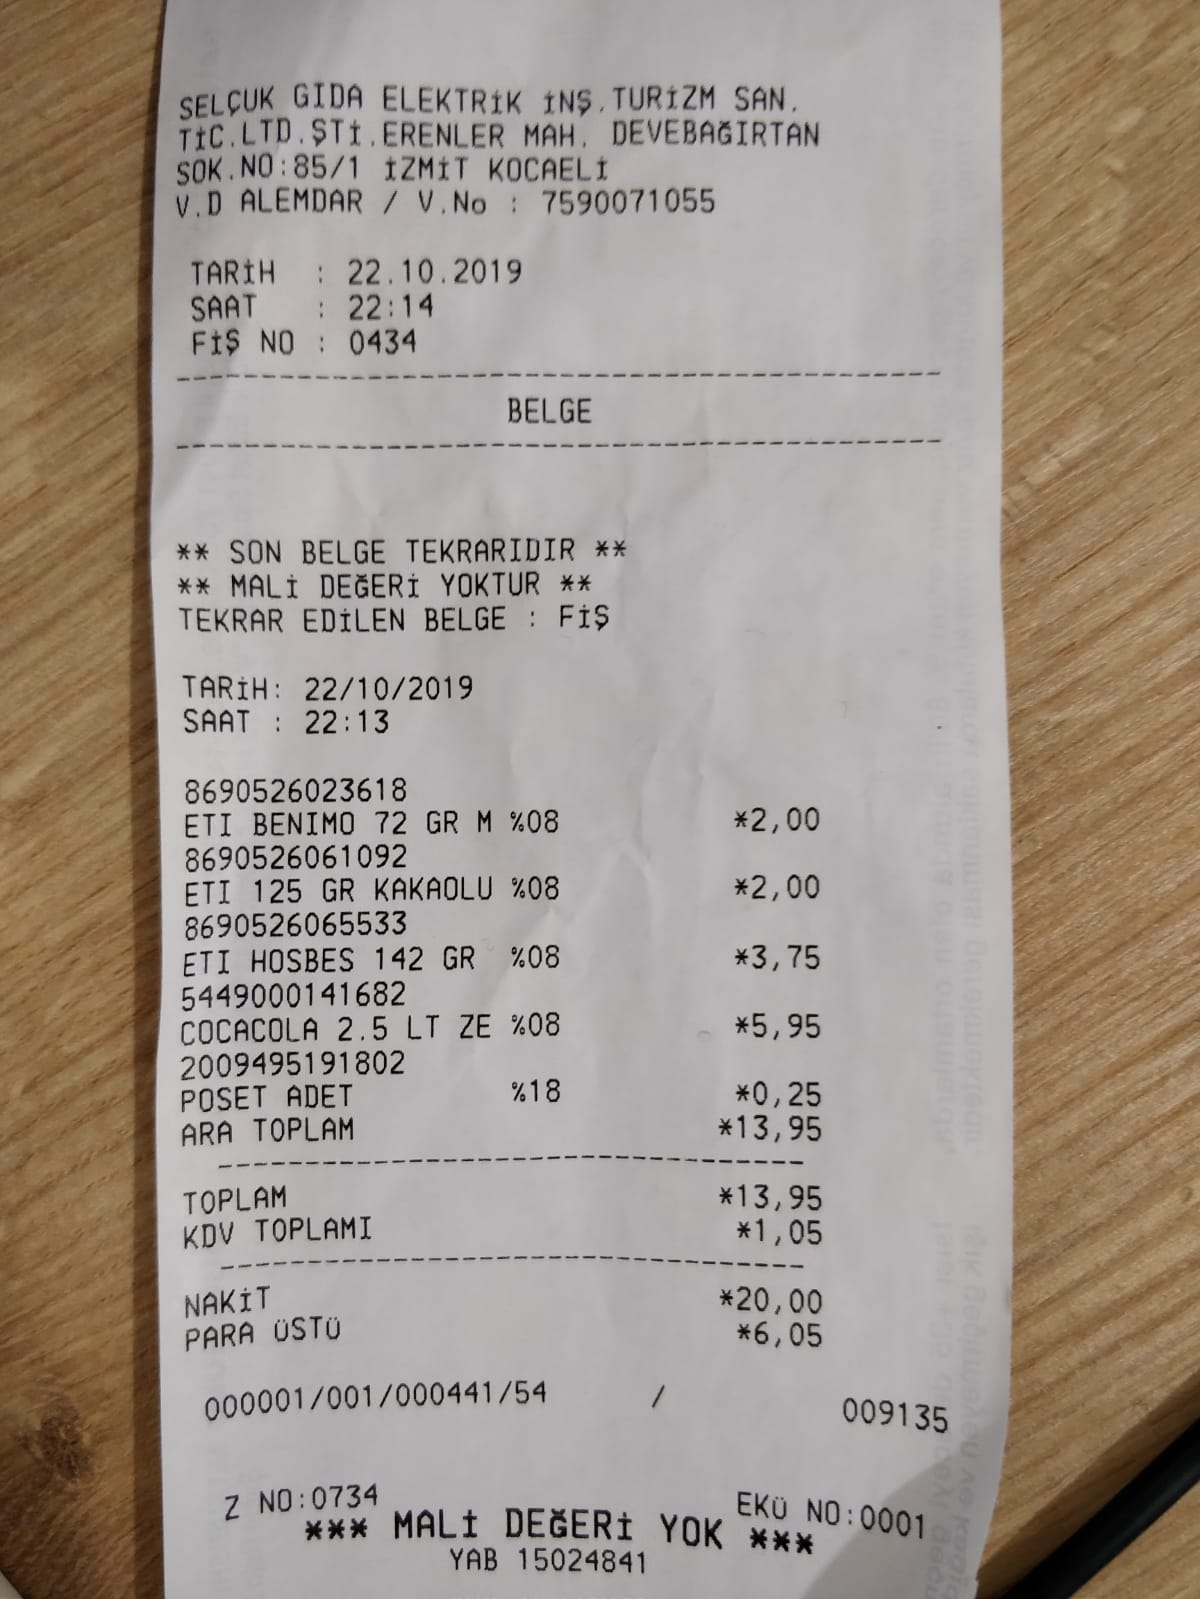 SELÇUK GIDA ELEKTRİK İNŞ.TURİZM SAN.
TİC.LTD.ŞTİ.ERENLER MAH. DEVEBAĞIRTAN
SOK.NO:85/1 İZMİT KOCAELİ
V.D ALEMDAR / V.No : 7590071055
TARİH : 22.10.2019
SAAT : 22:14
FİŞ NO : 0434
BELGE
** SON BELGE TEKRARIDIR **
** MALİ DEĞERİ YOKTUR **
TEKRAR EDİLEN BELGE : FİŞ
TARİH: 22/10/2019
SAAT : 22:13
8690526023618
ETI BENIMO 72 GR M %08 *2,00
8690526061092
ETI 125 GR KAKAOLU %08 *2,00
8690526065533
ETI HOSBES 142 GR %08 *3,75
5449000141682
COCACOLA 2.5 LT ZE %08 *5,95
2009495191802
POSET ADET %18 *0,25
ARA TOPLAM *13,95
TOPLAM *13,95
KDV TOPLAMI *1,05
NAKİT *20,00
PARA ÜSTÜ *6,05
000001/001/000441/54 / 009135
Z NO:0734 EKÜ NO:0001
*** MALİ DEĞERİ YOK ***
YAB 15024841